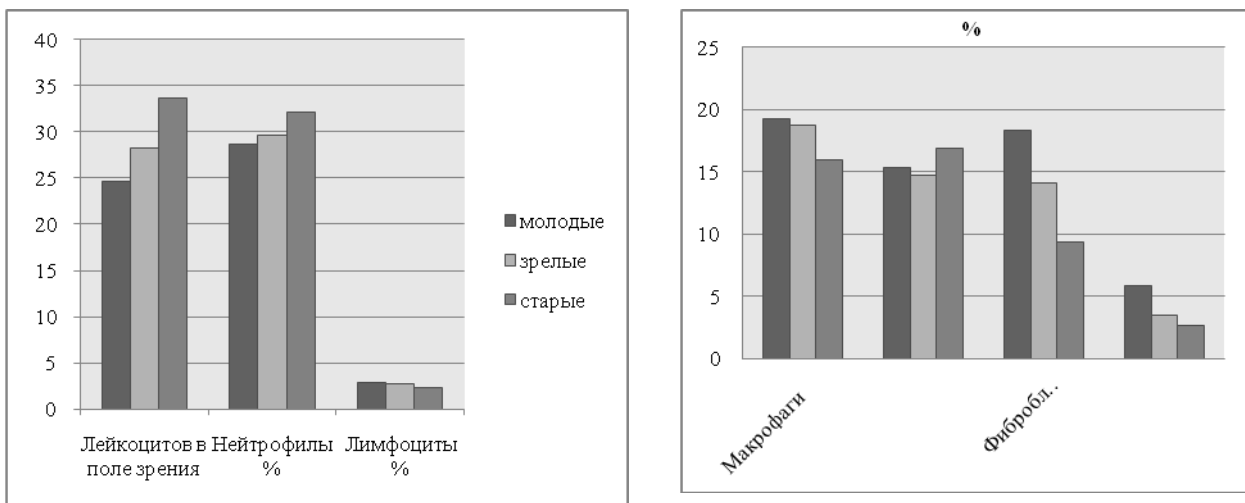 40
35
30
25
20
15
10
5
0
Лейкоцитов в
поле зрения
Нейтрофилы
%
Лимфоциты
%
молодые
зрелые
старые
%
25
20
15
10
5
0
Макрофаги
Фибробл..